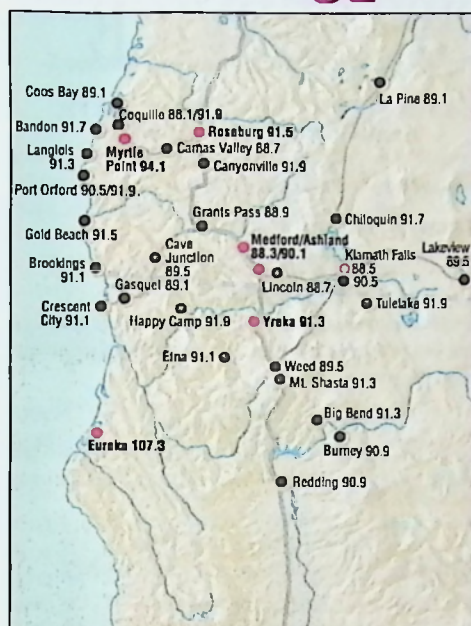 Coos Bay 89.1
La Pine 89.1
Coquille 88.1/91.9
Bandon 91.7
Roseburg 91.5
Langlois
91.3
Myrtle
Point 94.1
Camas Valley 88.7
Canyonville 91.9
Port Orford 90.5/91.9
Grants Pass 88.9
Chiloquin 91.7
Gold Beach 91.5
Cave
Junction
89.5
Medford/Ashland
88.3/90.1
Klamath Falls
88.5
90.5
Lakeview
89.5
Brookings
91.1
Gasquet 89.1
Lincoln 88.7
Tulelake 91.9
Crescent
City 91.1
Happy Camp 91.9
Yreka 91.3
Etna 91.1
Weed 89.5
Mt. Shasta 91.3
Big Bend 91.3
Burney 90.9
Eureka 107.3
Redding 90.9